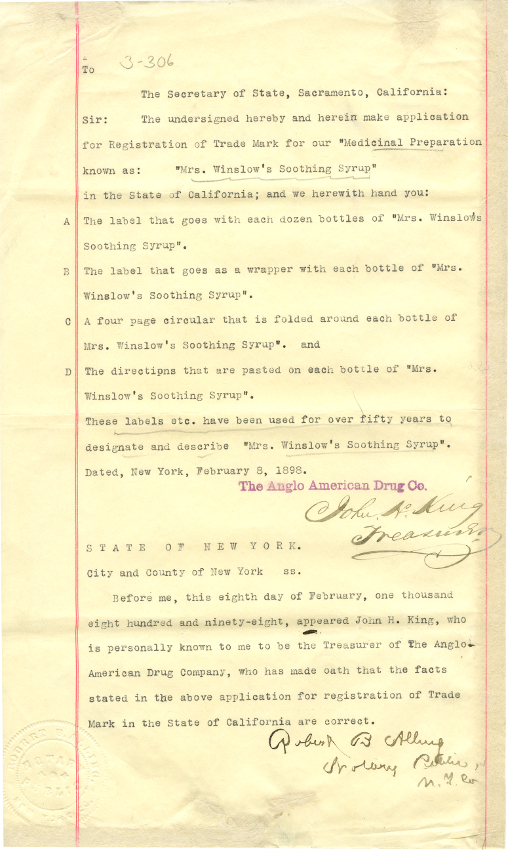 3-306
To
The Secretary of State, Sacramento, California:
Sir: The undersigned hereby and herein make application
for Registration of Trade Mark for our "Medicinal Preparation
known as: "Mrs. Winslow's Soothing Syrup"
in the State of California; and we herewith hand you:
A The label that goes with each dozen bottles of "Mrs. Winslow's
Soothing Syrup".
B The label that goes as a wrapper with each bottle of "Mrs.
Winslow's Soothing Syrup".
C A four page circular that is folded around each bottle of
Mrs. Winslow's Soothing Syrup". and
D The directipns that are pasted on each bottle of "Mrs.
Winslow's Soothing Syrup".
These labels etc. have been used for over fifty years to
designate and describe "Mrs. Winslow's Soothing Syrup".
Dated, New York, February 8, 1898.
The Anglo American Drug Co.
John H. King
Treasurer
STATE OF NEW YORK.
City and County of New York ss.
Before me, this eighth day of February, one thousand
eight hundred and ninety-eight, appeared John H. King, who
is personally known to me to be the Treasurer of The Anglo-
American Drug Company, who has made oath that the facts
stated in the above application for registration of Trade
Mark in the State of California are correct.
Robert B
Notary Public,
N.Y. Co